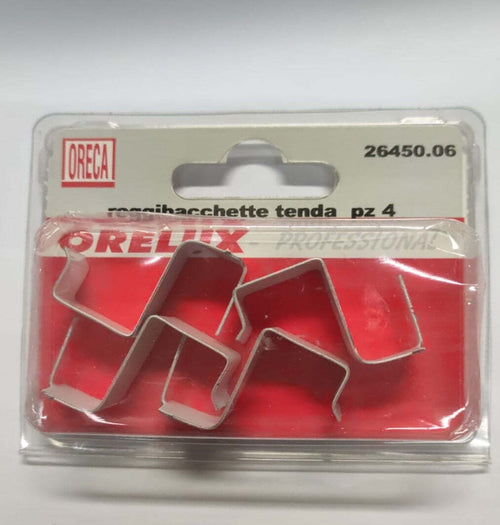 ORECA
26450.06
reggibacchette tenda pz 4
ORELUX PROFESSIONAL